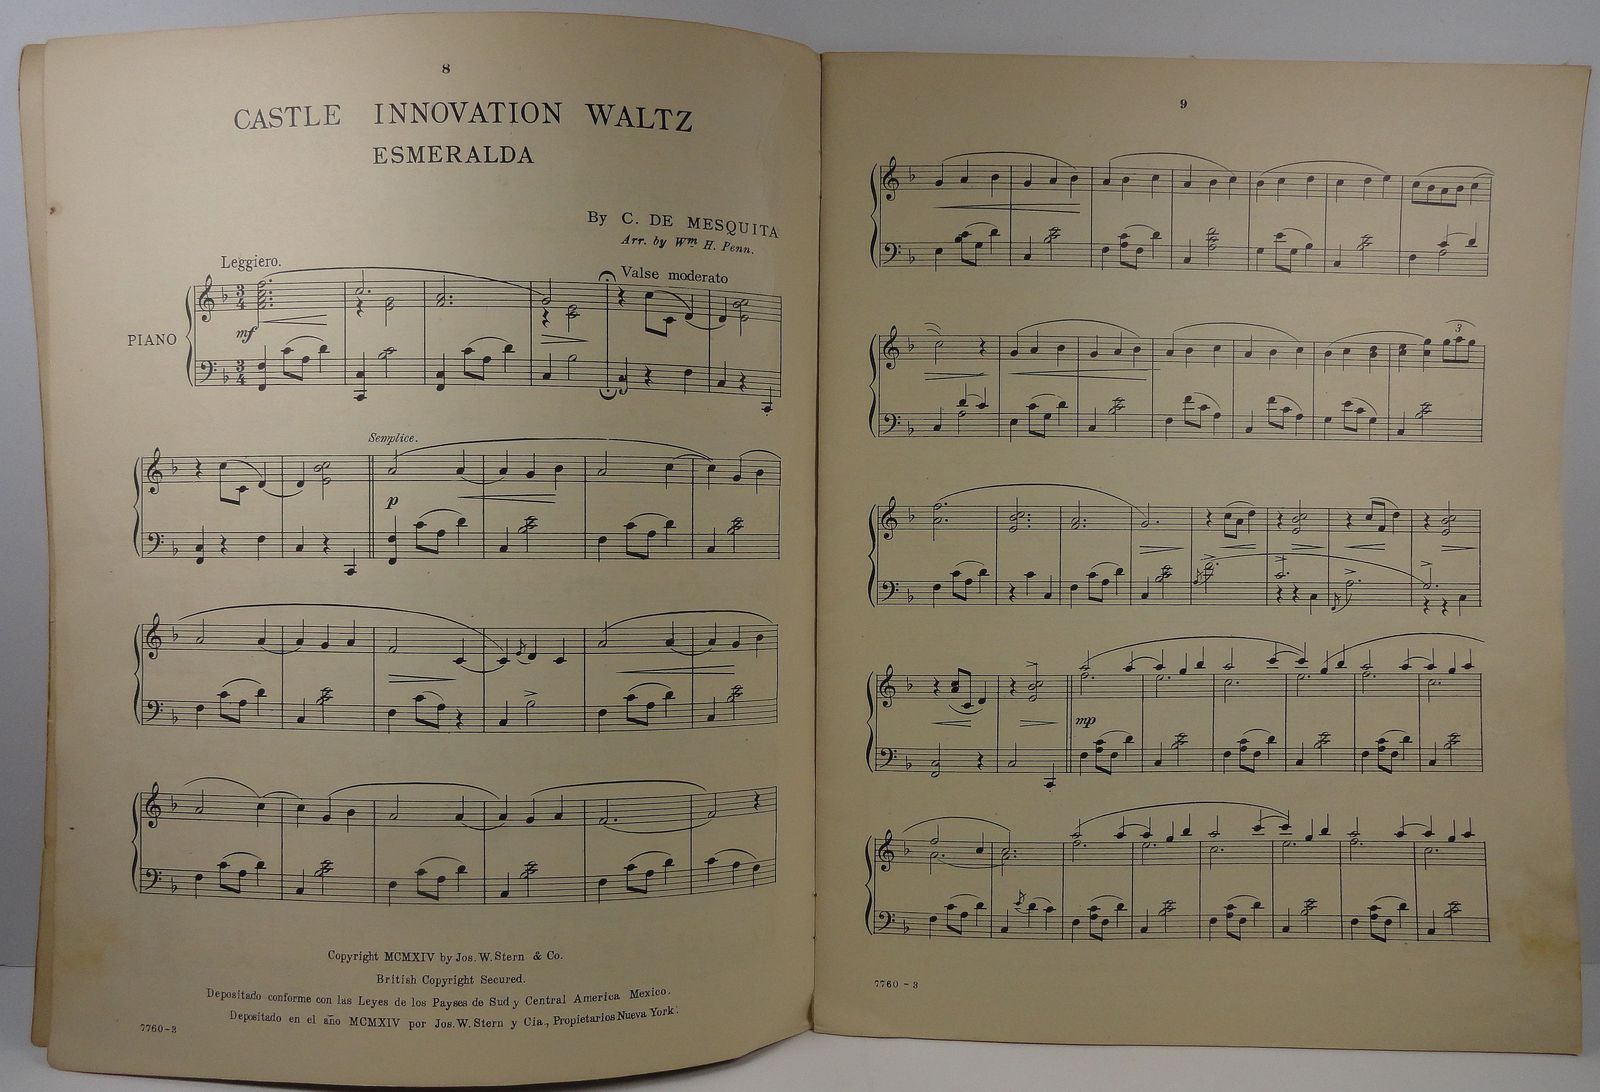 8
CASTLE INNOVATION WALTZ
ESMERALDA
By C. DE MESQUITA
Arr. by Wm H. Penn.
Leggiero.
Valse moderato
PIANO
mf
Semplice.
p
Copyright MCMXIV by Jos. W. Stern & Co.
British Copyright Secured.
Depositado conforme con las Leyes de los Payses de Sud y Central America Mexico.
Depositado en el año MCMXIV por Jos. W. Stern y Cia., Propietarios Nueva York.
7760-3
9
3
mp
7760-3